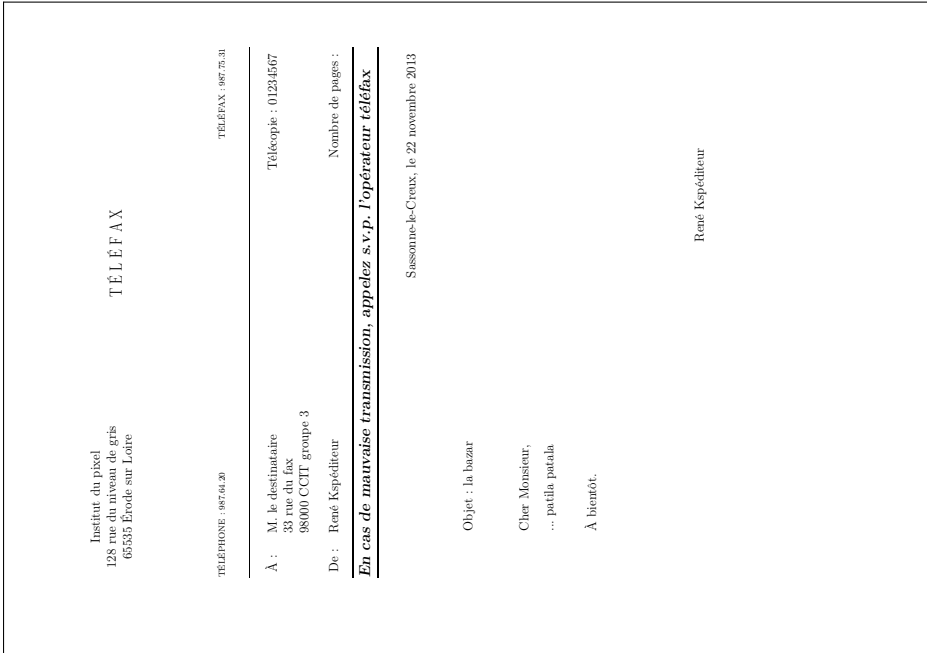 Institut du pixel
128 rue du niveau de gris
65535 Érode sur Loire
T É L É F A X
TÉLÉPHONE : 987.64.20
TÉLÉFAX : 987.75.31
À : M. le destinataire
Télécopie : 01234567
33 rue du fax
98000 CCIT groupe 3
De : René Kspéditeur
Nombre de pages :
En cas de mauvaise transmission, appelez s.v.p. l'opérateur téléfax
Sassonne-le-Creux, le 22 novembre 2013
Objet : la bazar
Cher Monsieur,
... patila patala
À bientôt.
René Kspéditeur